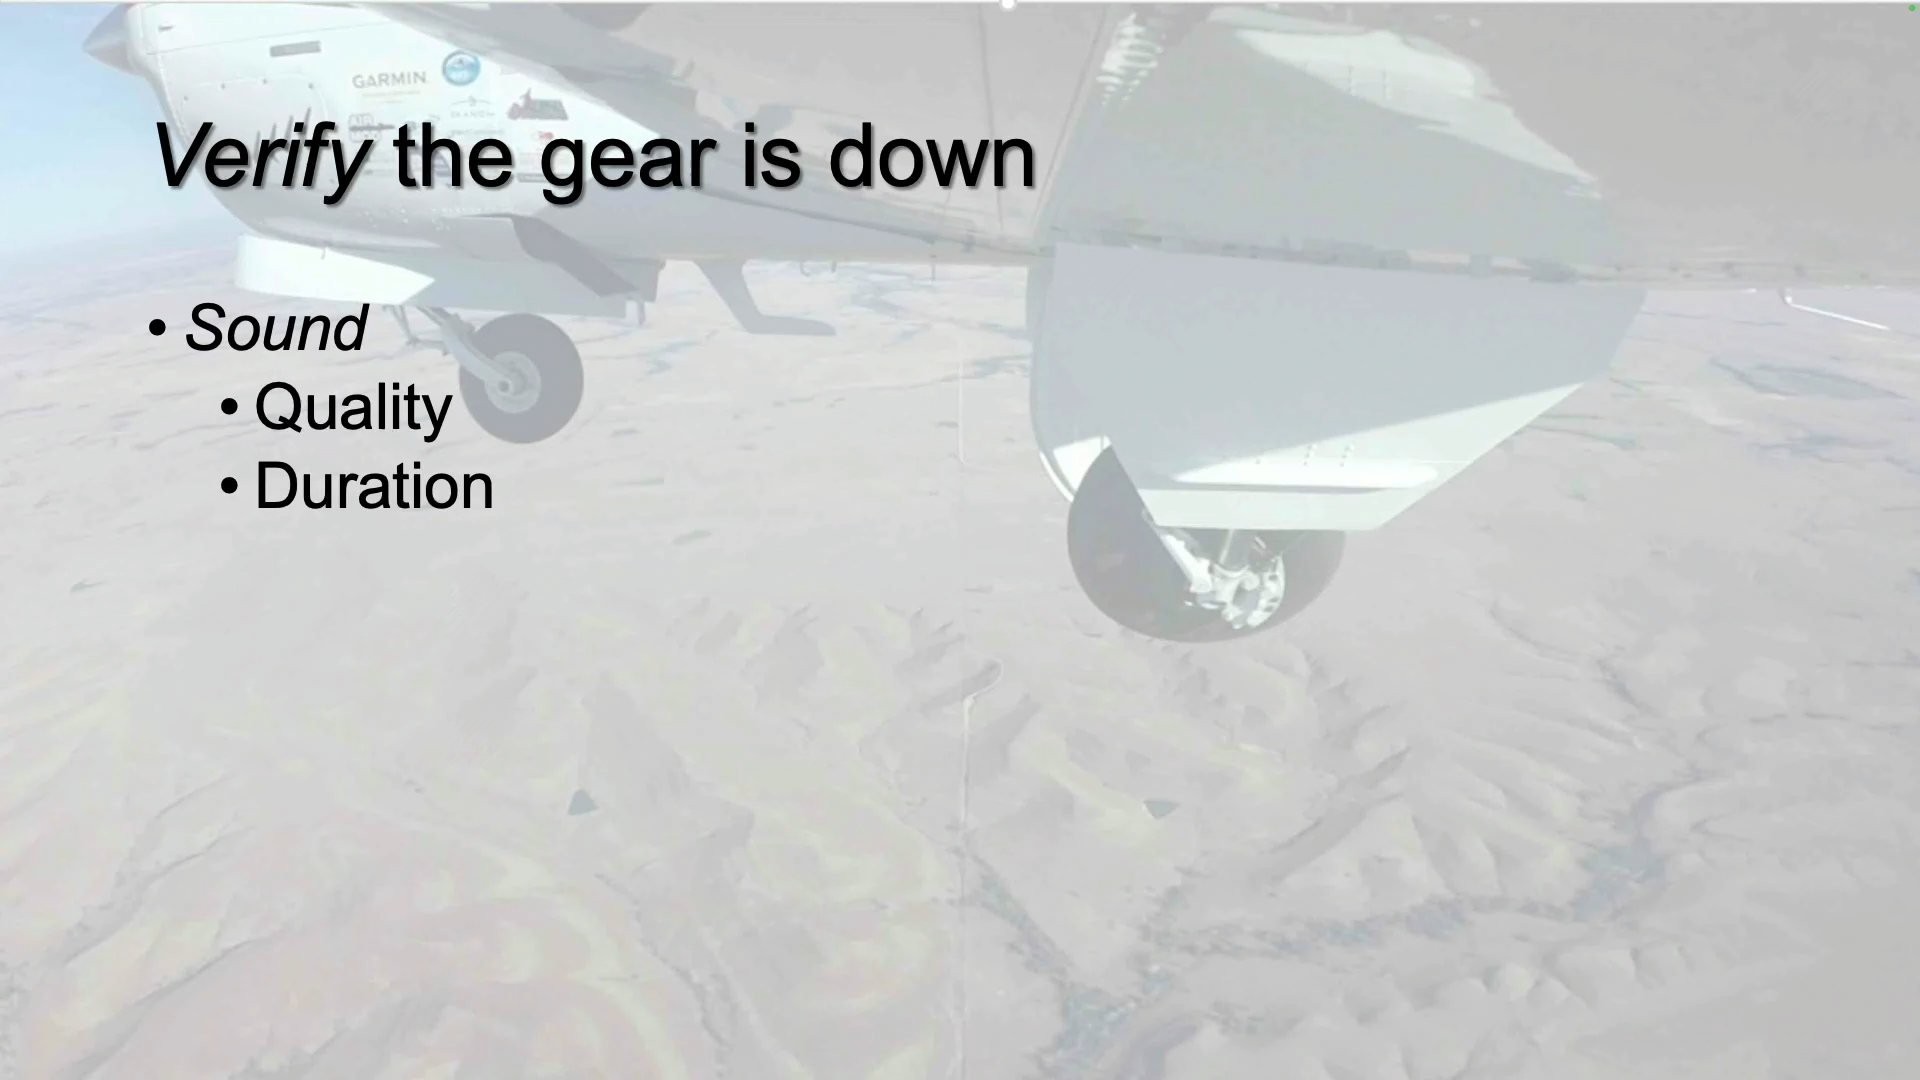 GARMIN
Verify the gear is down
• Sound
• Quality
• Duration